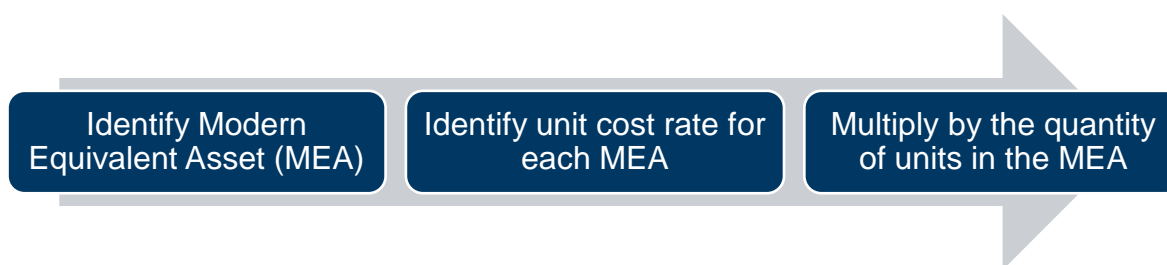 Identify Modern
Equivalent Asset (MEA)
Identify unit cost rate for
each MEA
Multiply by the quantity
of units in the MEA